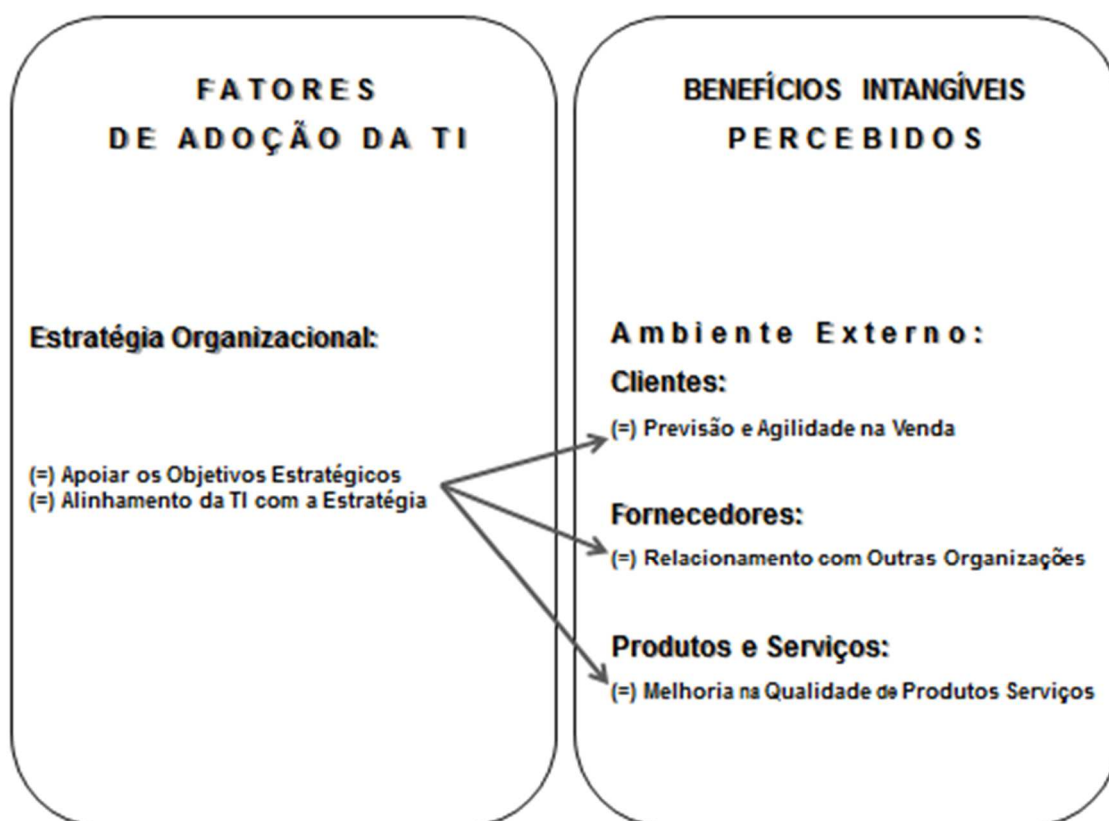 FATORES
DE ADOÇÃO DA TI
Estratégia Organizacional:
(=) Apoiar os Objetivos Estratégicos
(=) Alinhamento da TI com a Estratégia
BENEFÍCIOS INTANGÍVEIS
PERCEBIDOS
Ambiente Externo:
Clientes:
(=) Previsão e Agilidade na Venda
Fornecedores:
(=) Relacionamento com Outras Organizações
Produtos e Serviços:
(=) Melhoria na Qualidade de Produtos Serviços